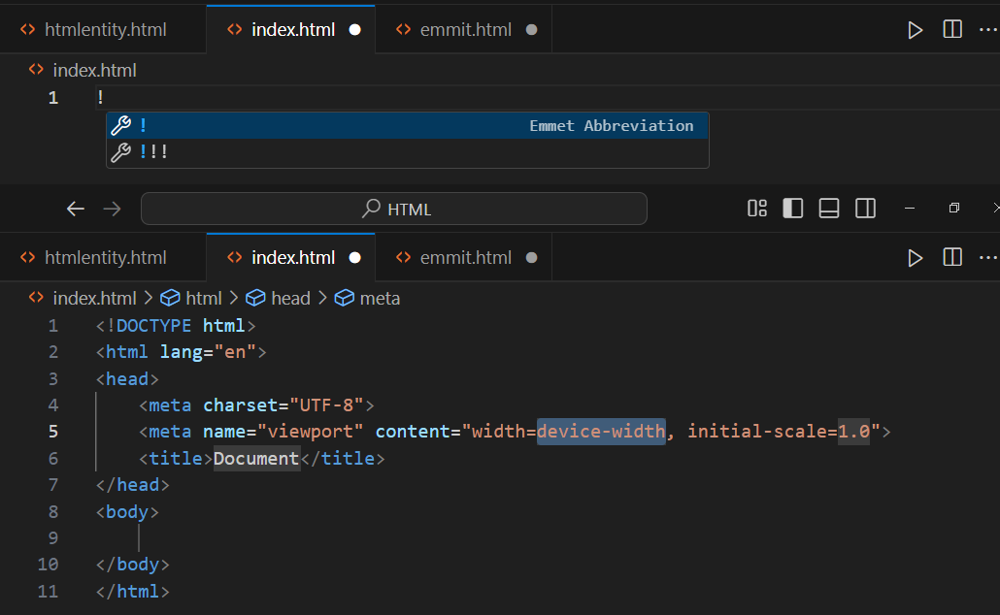 htmlentity.html index.html emmit.html
index.html
1 !
! Emmet Abbreviation
!!!
HTML
htmlentity.html index.html emmit.html
index.html > html > head > meta
1 <!DOCTYPE html>
2 <html lang="en">
3 <head>
4     <meta charset="UTF-8">
5     <meta name="viewport" content="width=device-width, initial-scale=1.0">
6     <title>Document</title>
7 </head>
8 <body>
9
10 </body>
11 </html>